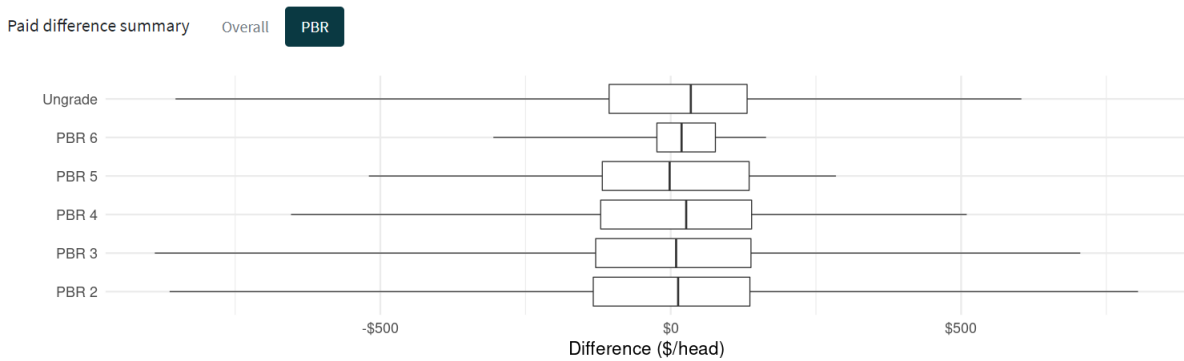 Paid difference summary Overall PBR
Ungrade
PBR 6
PBR 5
PBR 4
PBR 3
PBR 2
-$500 $0 $500
Difference ($/head)